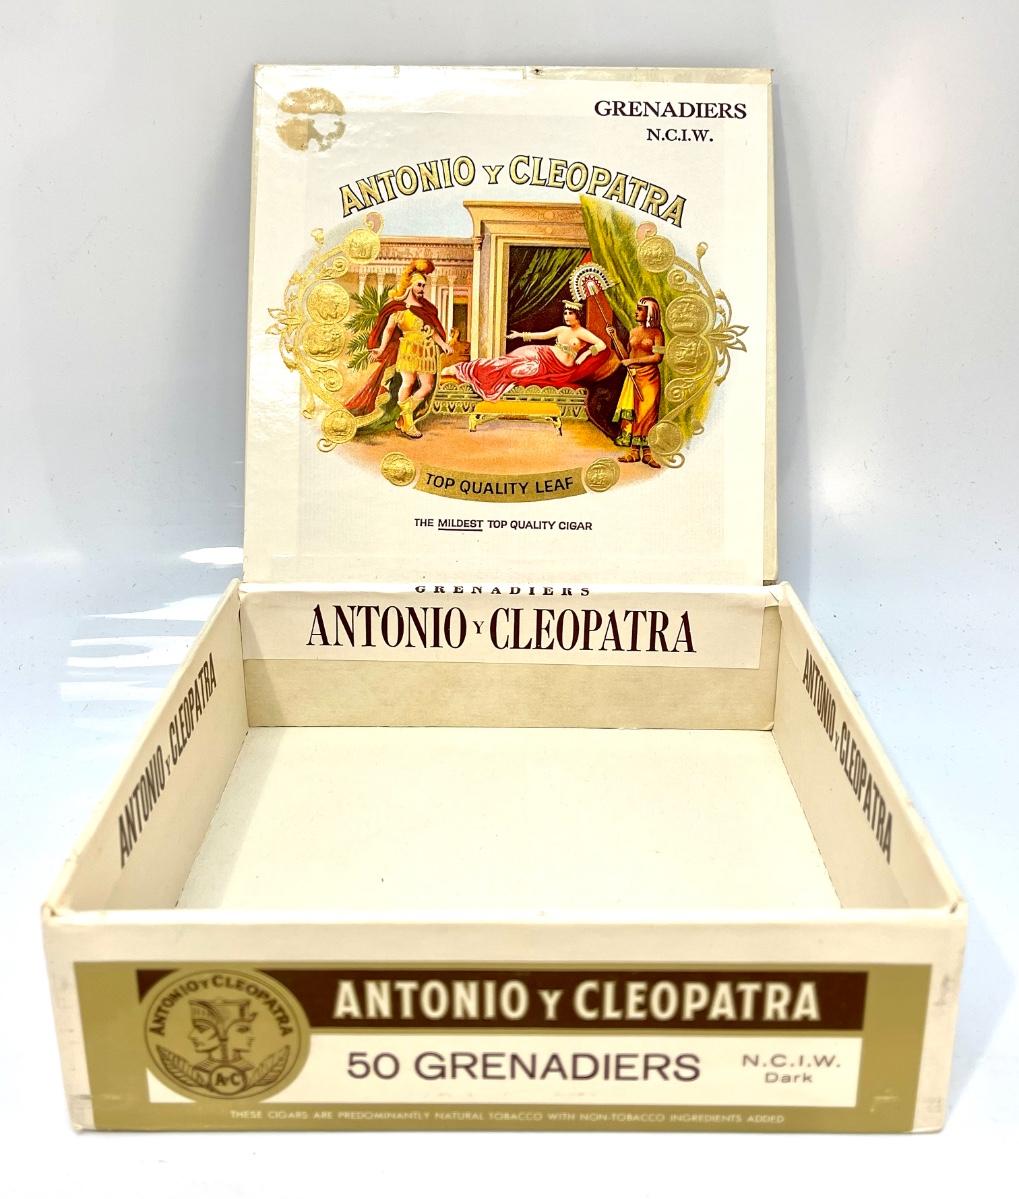 GRENADIERS
N.C.I.W.
ANTONIO Y CLEOPATRA
TOP QUALITY LEAF
THE MILDEST TOP QUALITY CIGAR
GRENADIERS
ANTONIO Y CLEOPATRA
ANTONIO Y CLEOPATRA
ANTONIO Y CLEOPATRA
ANTONIO Y CLEOPATRA
A y C
ANTONIO Y CLEOPATRA
50 GRENADIERS
N.C.I.W.
Dark
THESE CIGARS ARE PREDOMINANTLY NATURAL TOBACCO WITH NON-TOBACCO INGREDIENTS ADDED